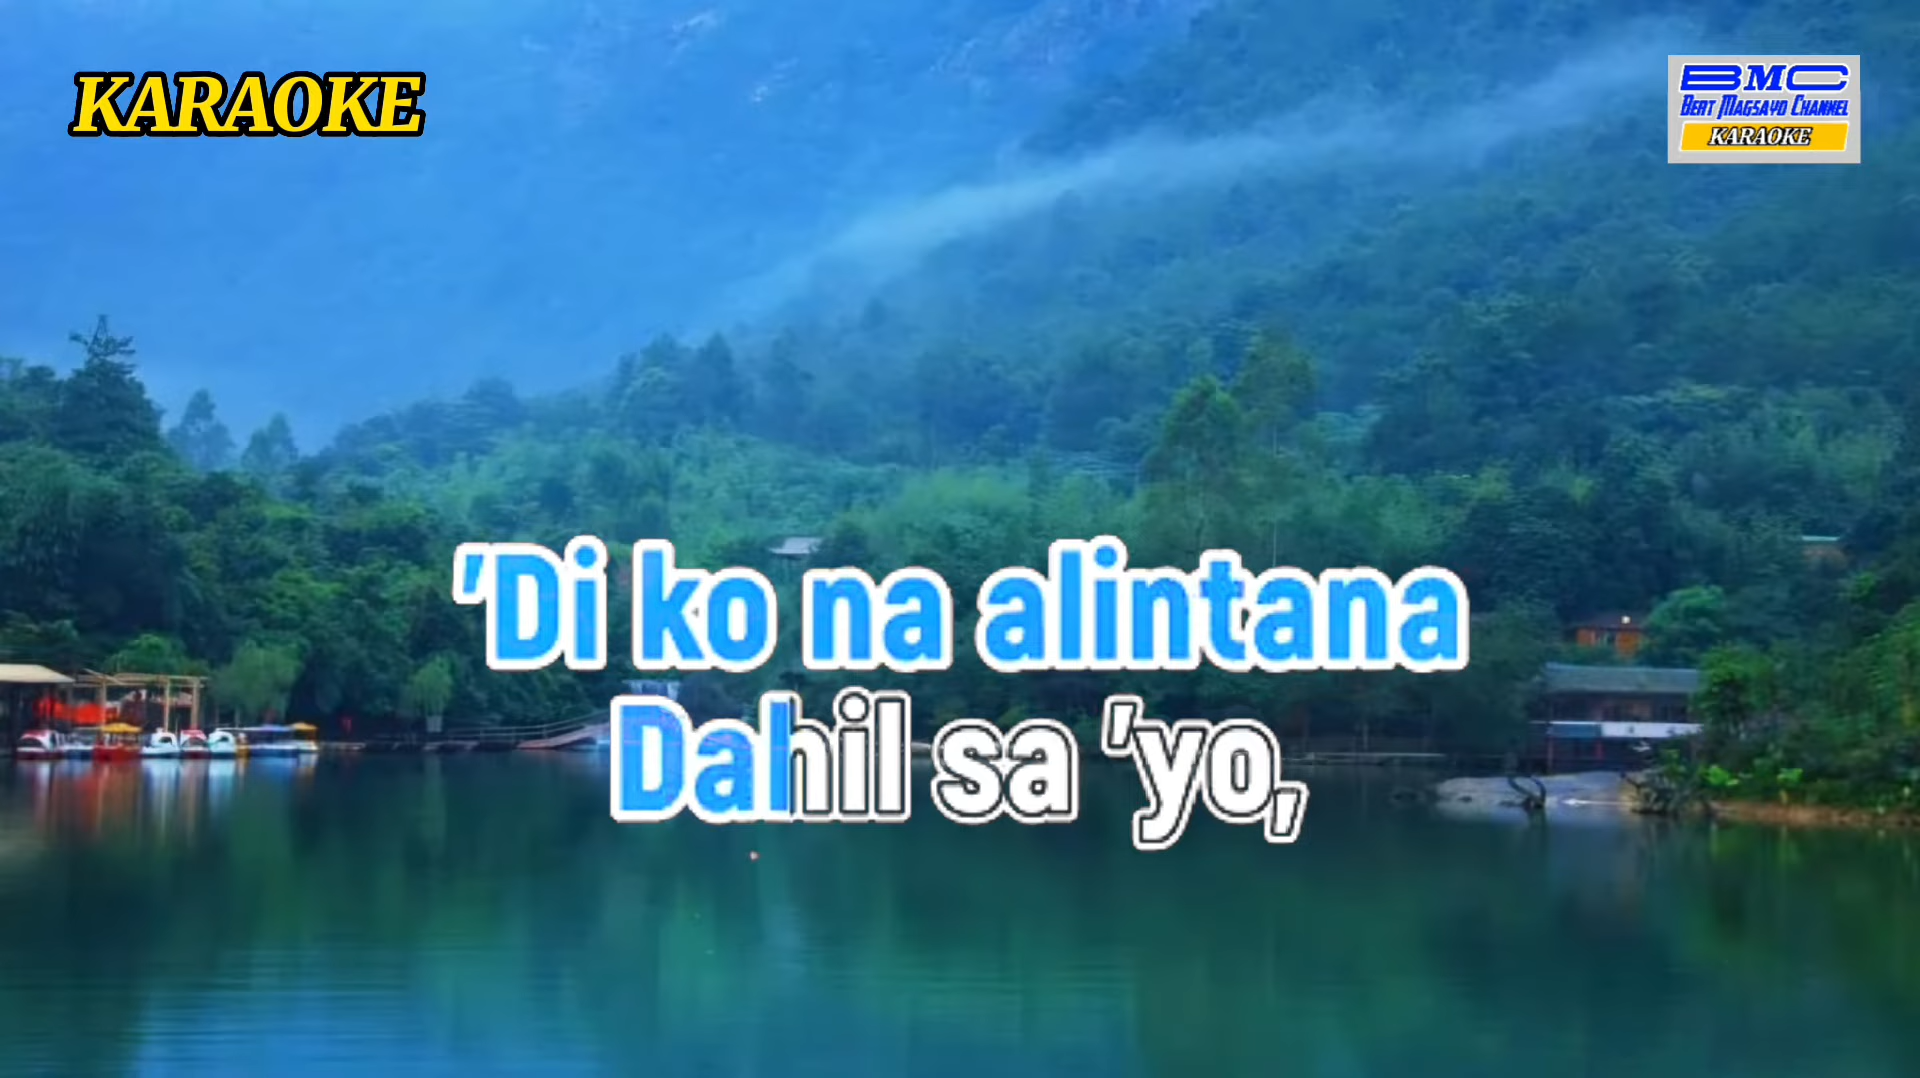 KARAOKE
BMC
BERT MAGSAYO CHANNEL
KARAOKE
'Di ko na alintana
Dahil sa 'yo,